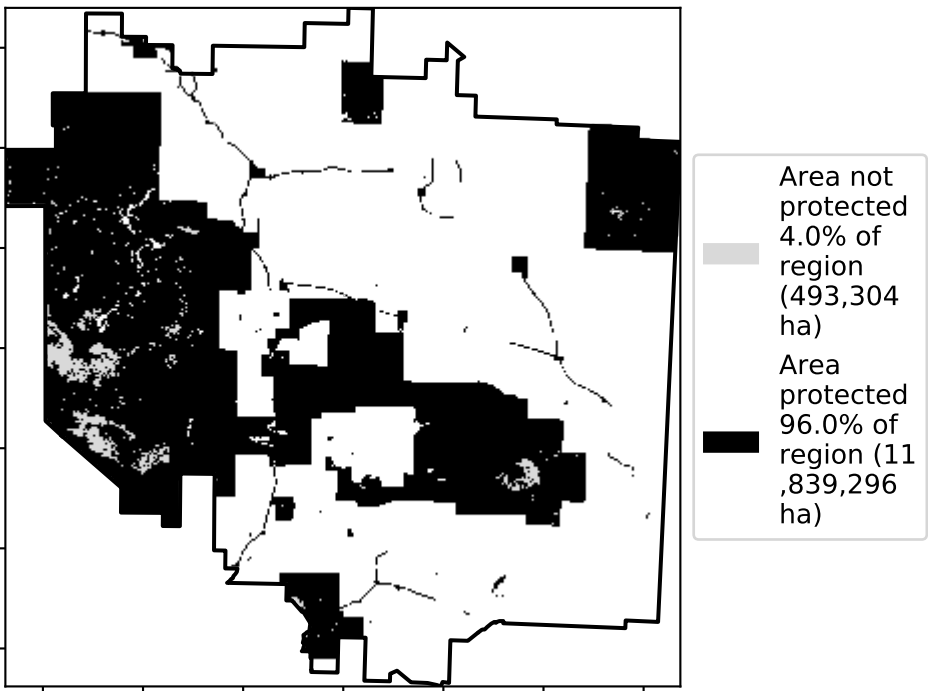 Area not
protected
4.0% of
region
(493,304
ha)
Area
protected
96.0% of
region (11
,839,296
ha)